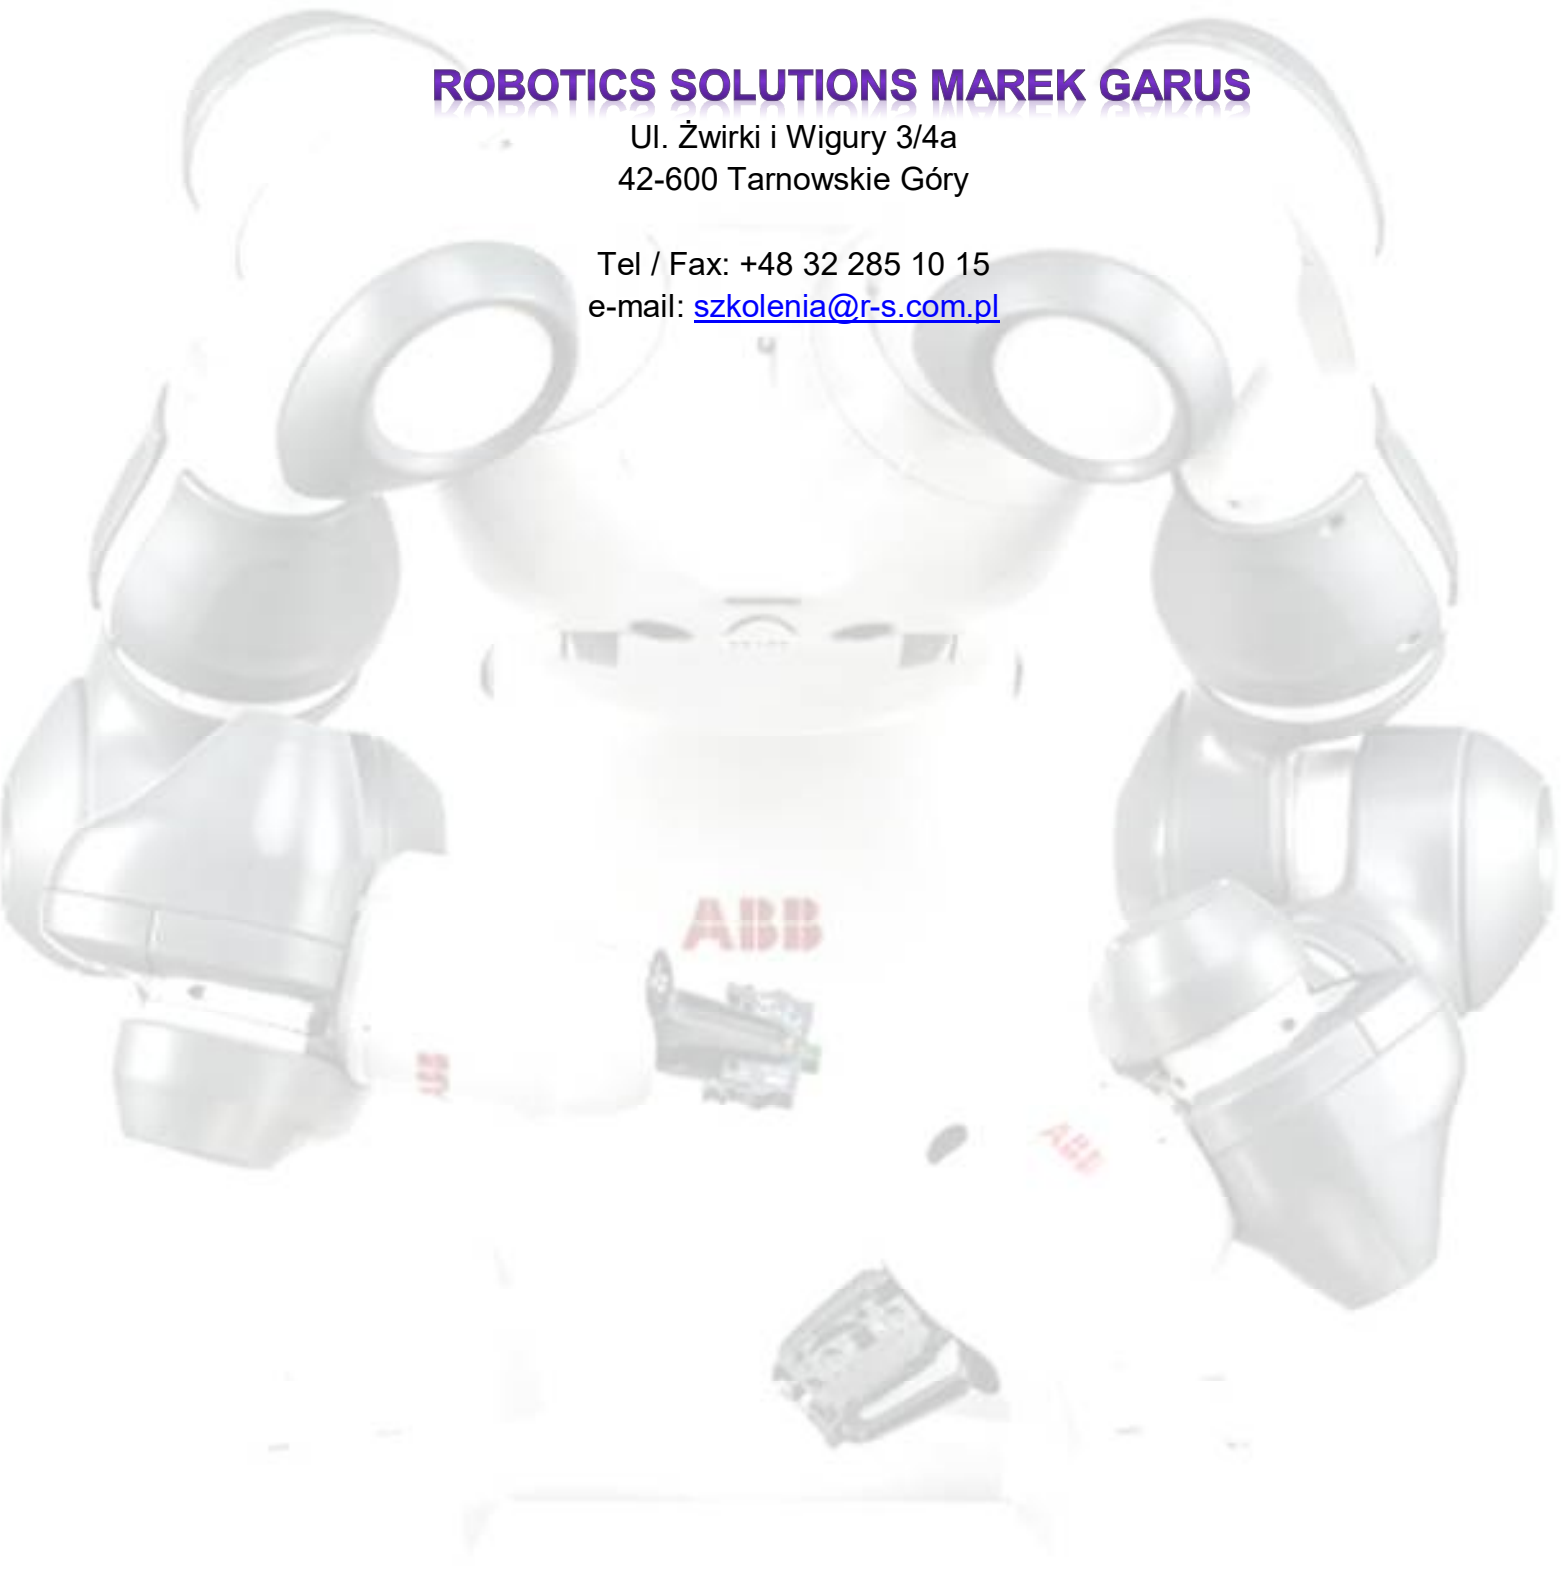 ROBOTICS SOLUTIONS MAREK GARUS
Ul. Żwirki i Wigury 3/4a
42-600 Tarnowskie Góry
Tel / Fax: +48 32 285 10 15
e-mail: szkolenia@r-s.com.pl
ABB
ABB